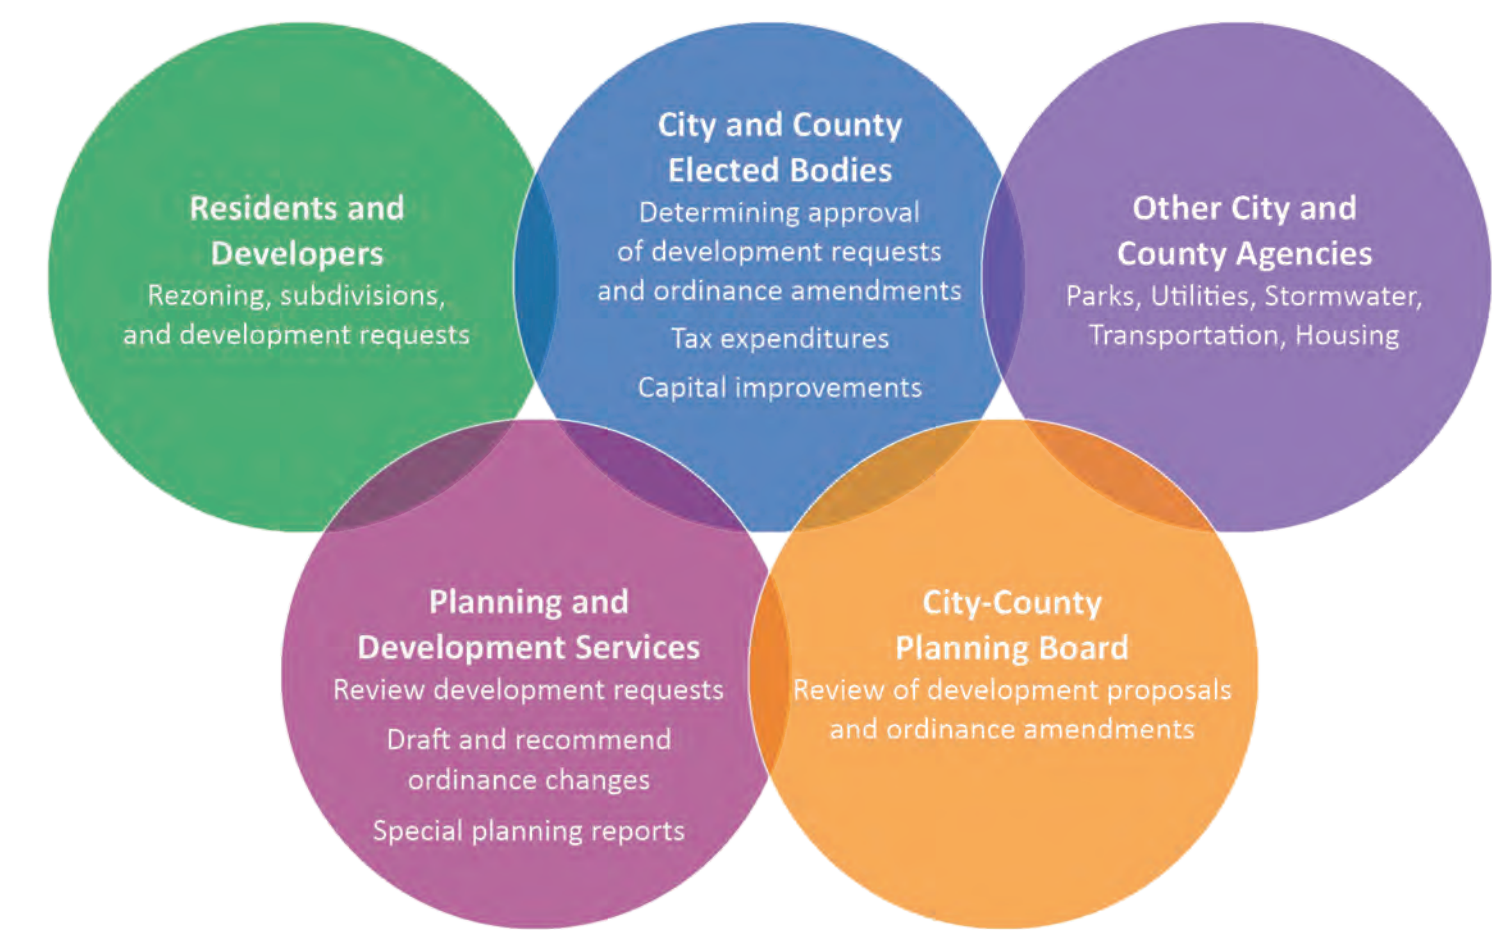 Residents and
Developers
Rezoning, subdivisions,
and development requests
City and County
Elected Bodies
Determining approval
of development requests
and ordinance amendments
Tax expenditures
Capital improvements
Other City and
County Agencies
Parks, Utilities, Stormwater,
Transportation, Housing
Planning and
Development Services
Review development requests
Draft and recommend
ordinance changes
Special planning reports
City-County
Planning Board
Review of development proposals
and ordinance amendments